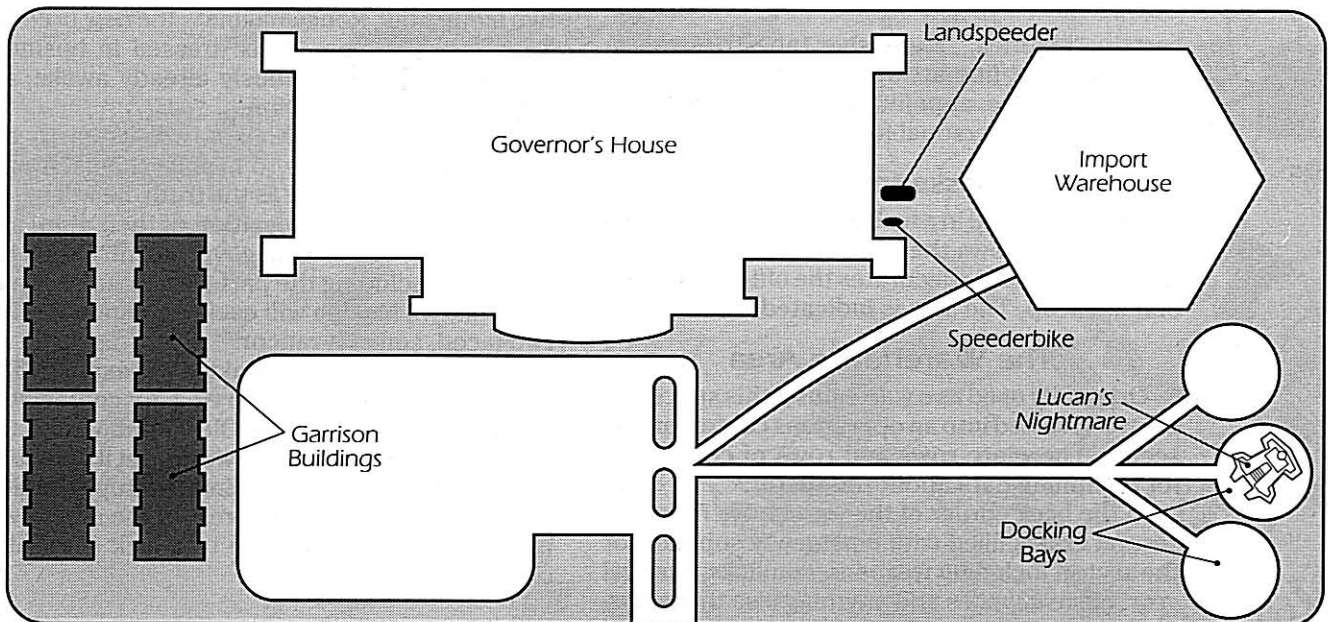 Landspeeder
Governor's House
Import
Warehouse
Speederbike
Lucan's
Nightmare
Garrison
Buildings
Docking
Bays